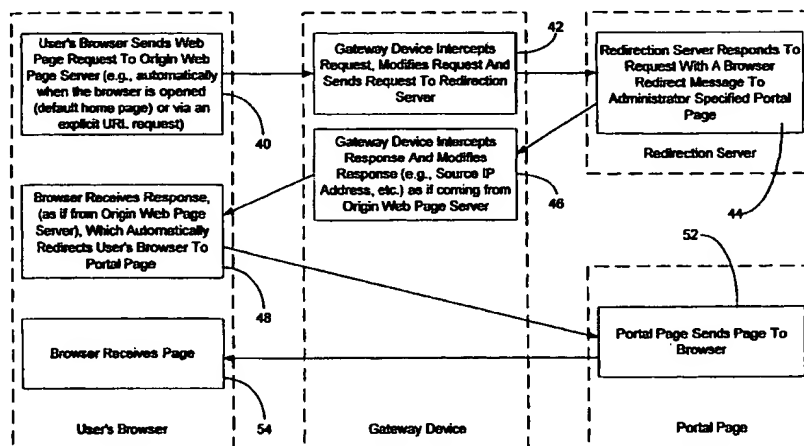 User's Browser Sends Web
Page Request To Origin Web
Page Server (e.g., automatically
when the browser is opened
(default home page) or via an
explicit URL request)
40
Gateway Device Intercepts
Request, Modifies Request And
Sends Request To Redirection
Server
42
Redirection Server Responds To
Request With A Browser
Redirect Message To
Administrator Specified Portal
Page
Redirection Server
44
Gateway Device Intercepts
Response And Modifies
Response (e.g., Source IP
Address, etc.) as if coming from
Origin Web Page Server
46
Browser Receives Response,
(as if from Origin Web Page
Server), Which Automatically
Redirects User's Browser To
Portal Page
48
52
Portal Page Sends Page To
Browser
Browser Receives Page
54
User's Browser
Gateway Device
Portal Page